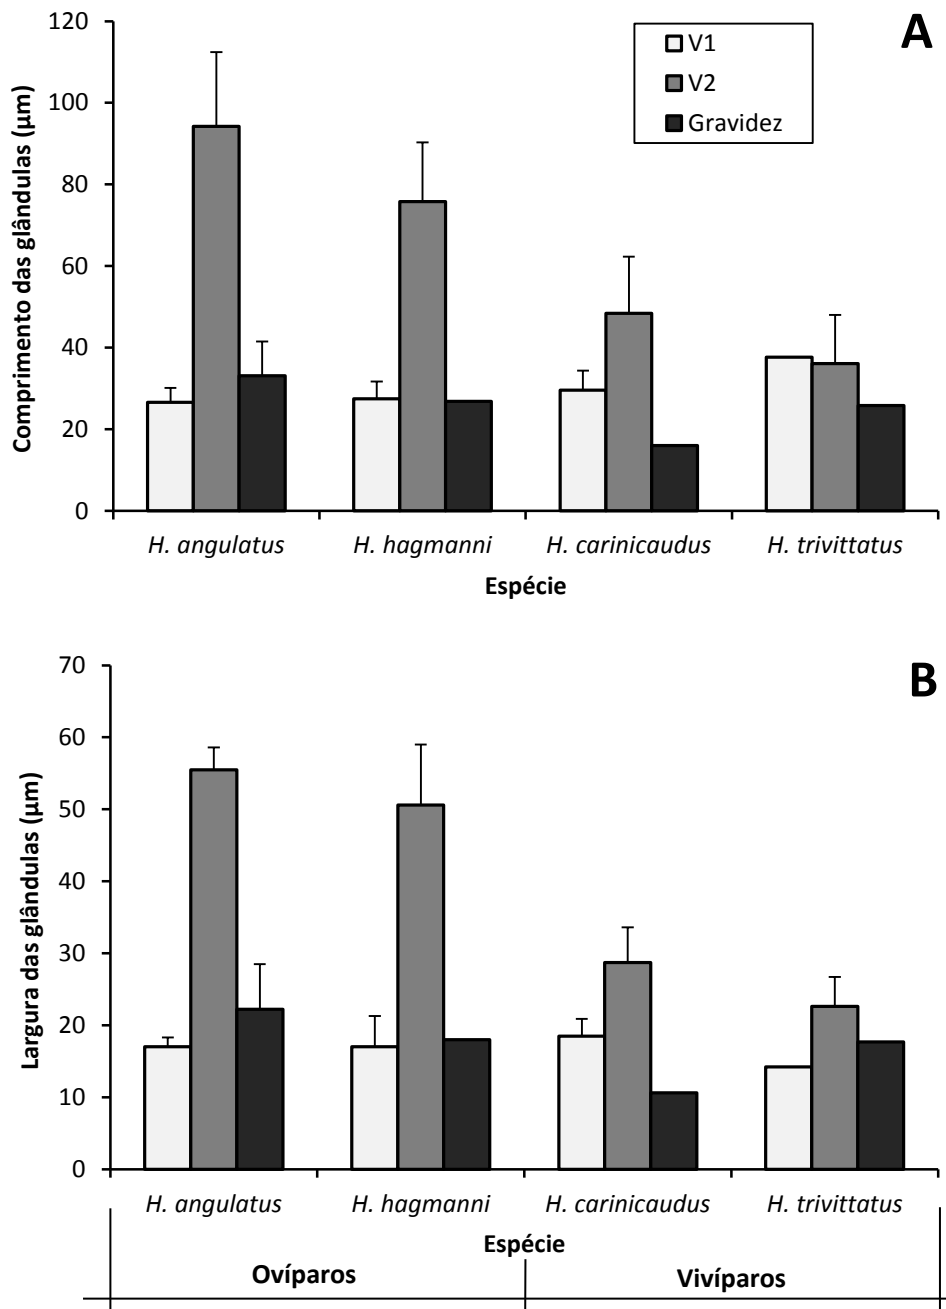 A
V1
V2
Gravidez
Comprimento das glândulas (µm)
120
100
80
60
40
20
0
H. angulatus H. hagmanni H. carinicaudus H. trivittatus
Espécie
B
Largura das glândulas (µm)
70
60
50
40
30
20
10
0
H. angulatus H. hagmanni H. carinicaudus H. trivittatus
Espécie
Ovíparos Vivíparos